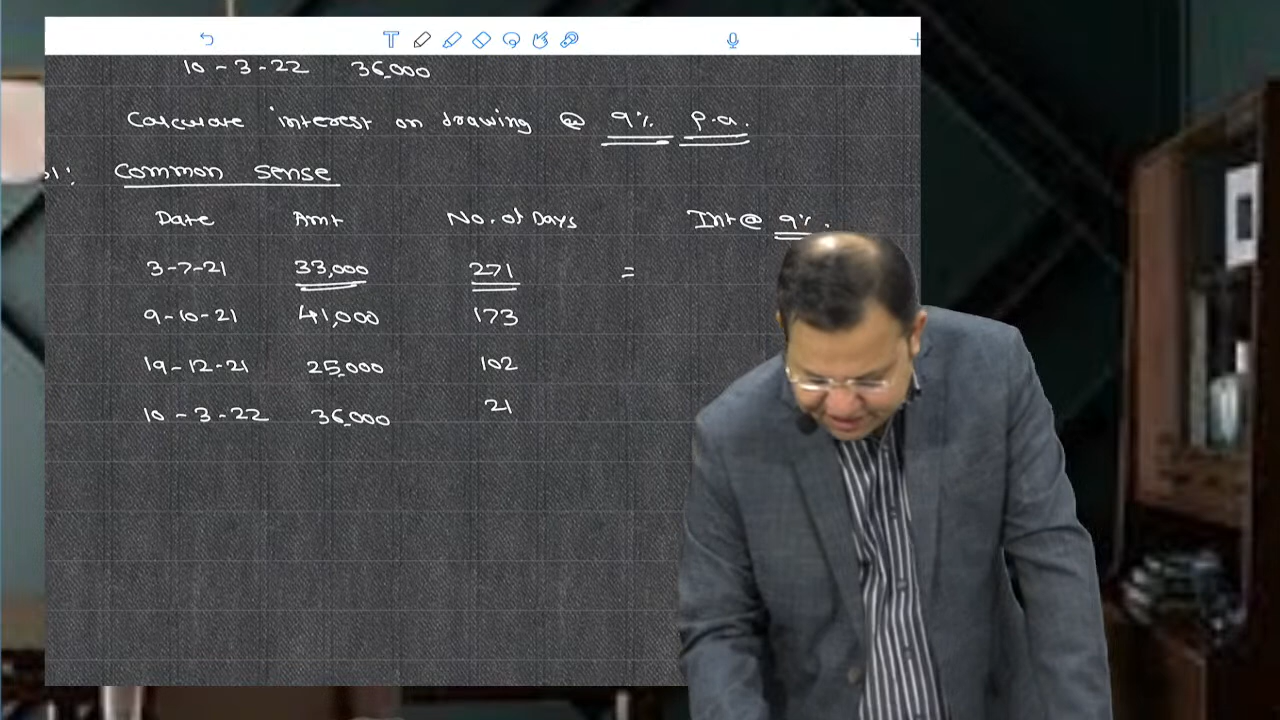 10 - 3 - 22 36,000
Calculate interest on drawing @ 9% p.a.
Common sense
Date Amt No. of Days Int @ 9%.
3-7-21 33,000 271 =
9-10-21 41,000 173
19-12-21 25,000 102
10 - 3 - 22 36,000 21